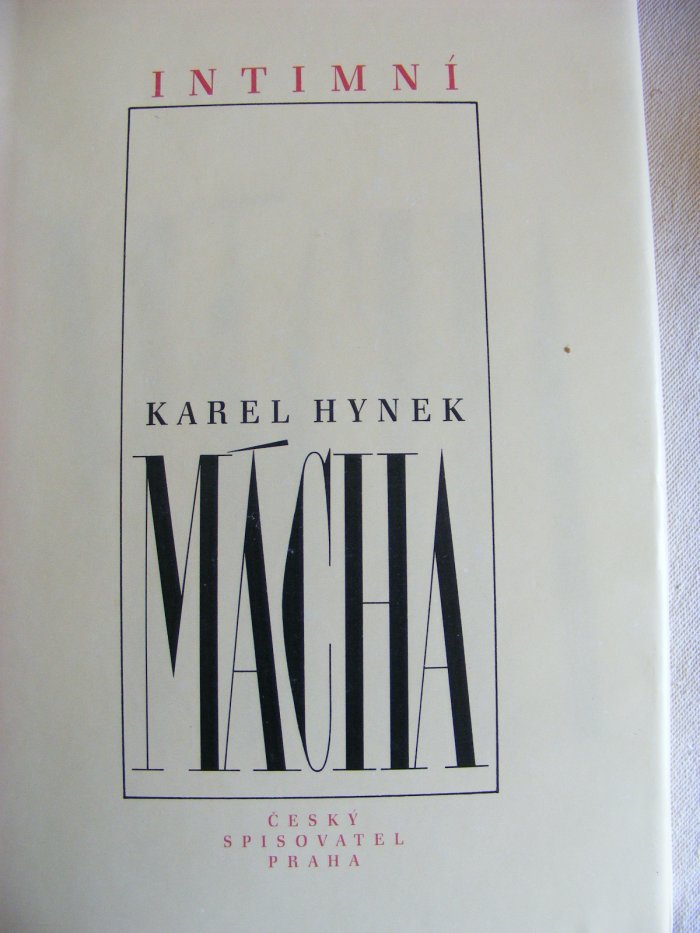 INTIMNÍ
KAREL HYNEK
MÁCHA
ČESKÝ
SPISOVATEL
PRAHA